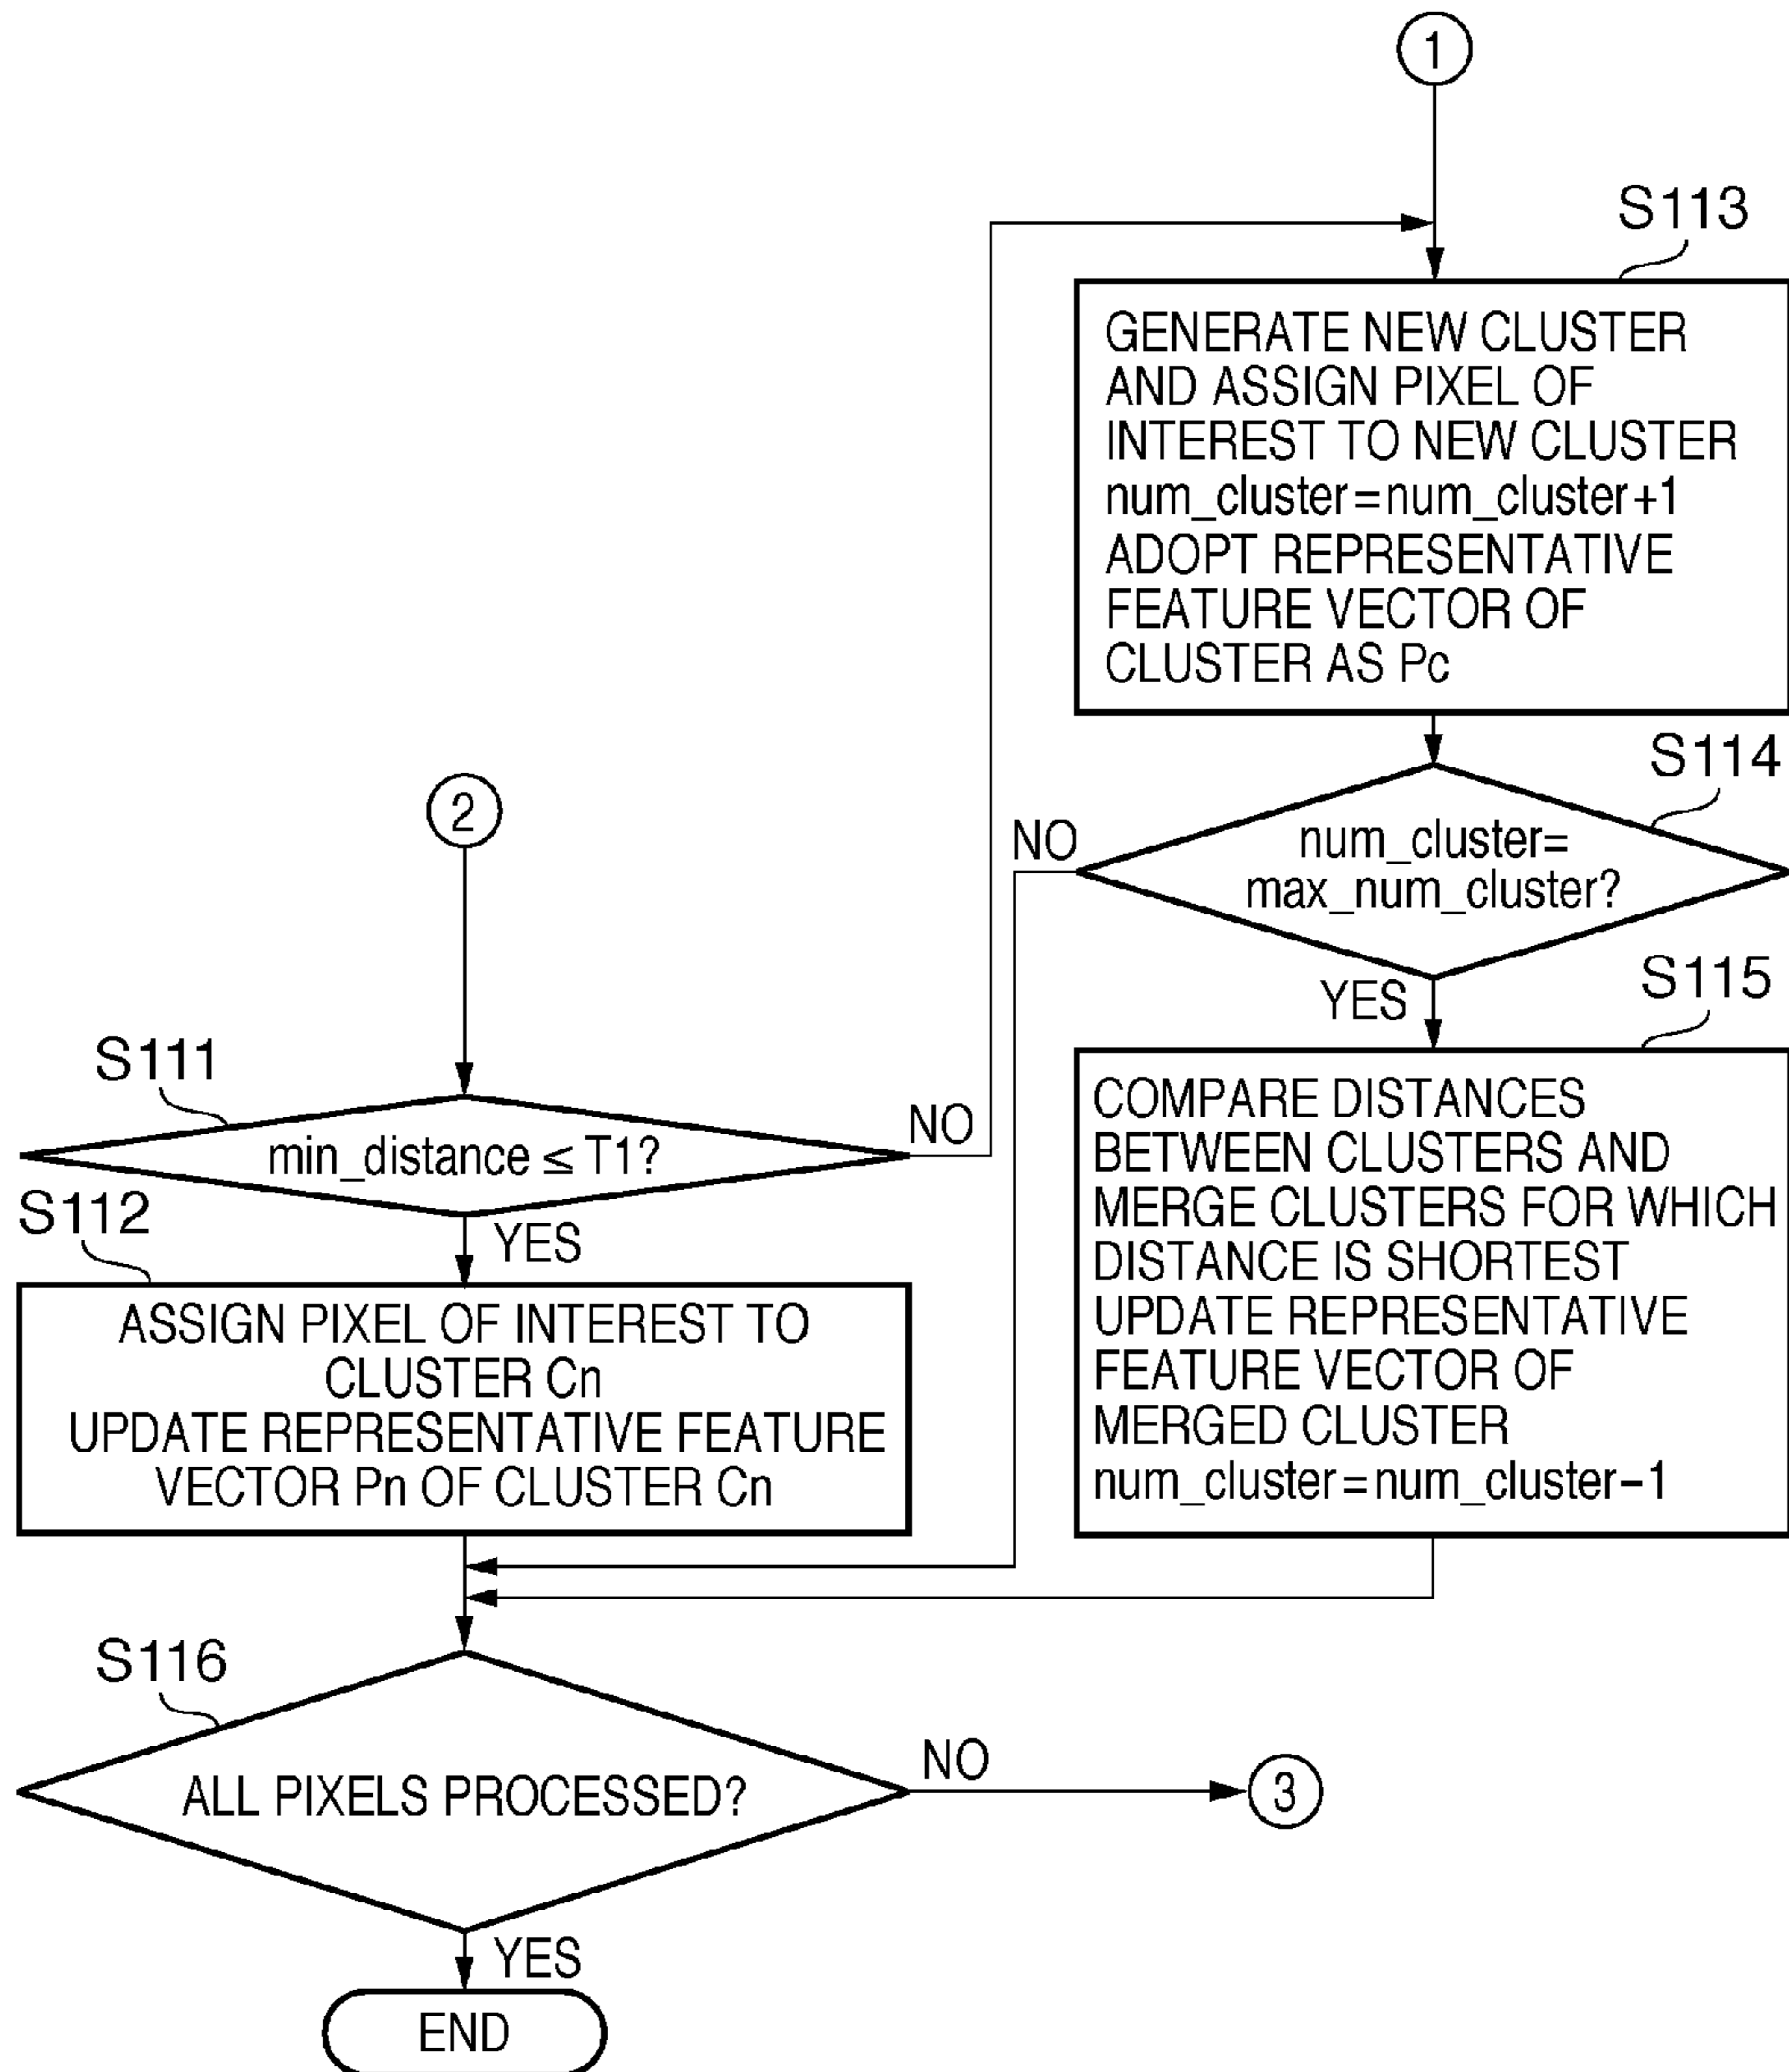 1
S113
GENERATE NEW CLUSTER
AND ASSIGN PIXEL OF
INTEREST TO NEW CLUSTER
num_cluster=num_cluster+1
ADOPT REPRESENTATIVE
FEATURE VECTOR OF
CLUSTER AS Pc
S114
num_cluster=
max_num_cluster?
NO
YES
S115
COMPARE DISTANCES
BETWEEN CLUSTERS AND
MERGE CLUSTERS FOR WHICH
DISTANCE IS SHORTEST
UPDATE REPRESENTATIVE
FEATURE VECTOR OF
MERGED CLUSTER
num_cluster=num_cluster−1
2
S111
min_distance ≤ T1?
NO
YES
S112
ASSIGN PIXEL OF INTEREST TO
CLUSTER Cn
UPDATE REPRESENTATIVE FEATURE
VECTOR Pn OF CLUSTER Cn
S116
ALL PIXELS PROCESSED?
NO
3
YES
END